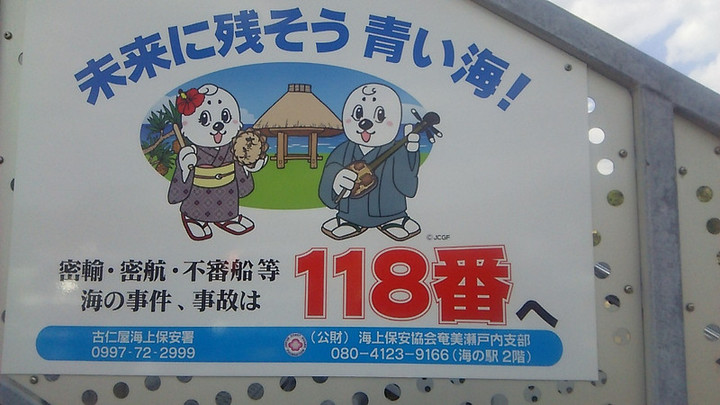 未来に残そう 青い海！
©JCGF
密輸・密航・不審船等
海の事件、事故は
118番へ
古仁屋海上保安署
0997-72-2999
（公財）海上保安協会奄美瀬戸内支部
080-4123-9166（海の駅 2階）